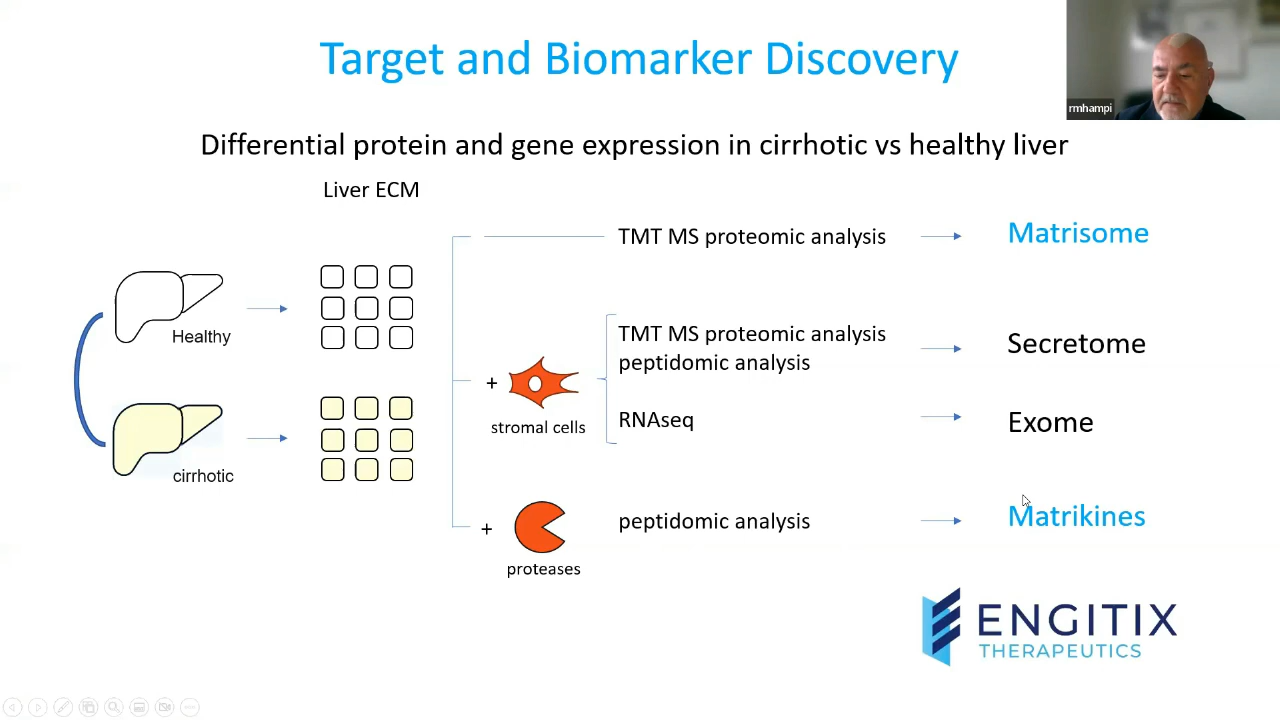 Target and Biomarker Discovery
rmhampi
Differential protein and gene expression in cirrhotic vs healthy liver
Liver ECM
TMT MS proteomic analysis
Matrisome
Healthy
TMT MS proteomic analysis
peptidomic analysis
Secretome
+
stromal cells
RNAseq
Exome
cirrhotic
+
proteases
peptidomic analysis
Matrikines
ENGITIX
THERAPEUTICS